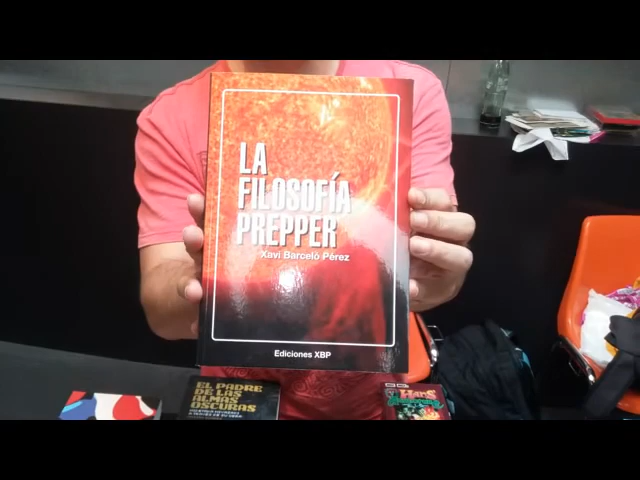 LA
FILOSOFÍA
PREPPER
Xavi Barceló Pérez
Ediciones XBP
EL PADRE
DE LAS
ALMAS
OSCURAS